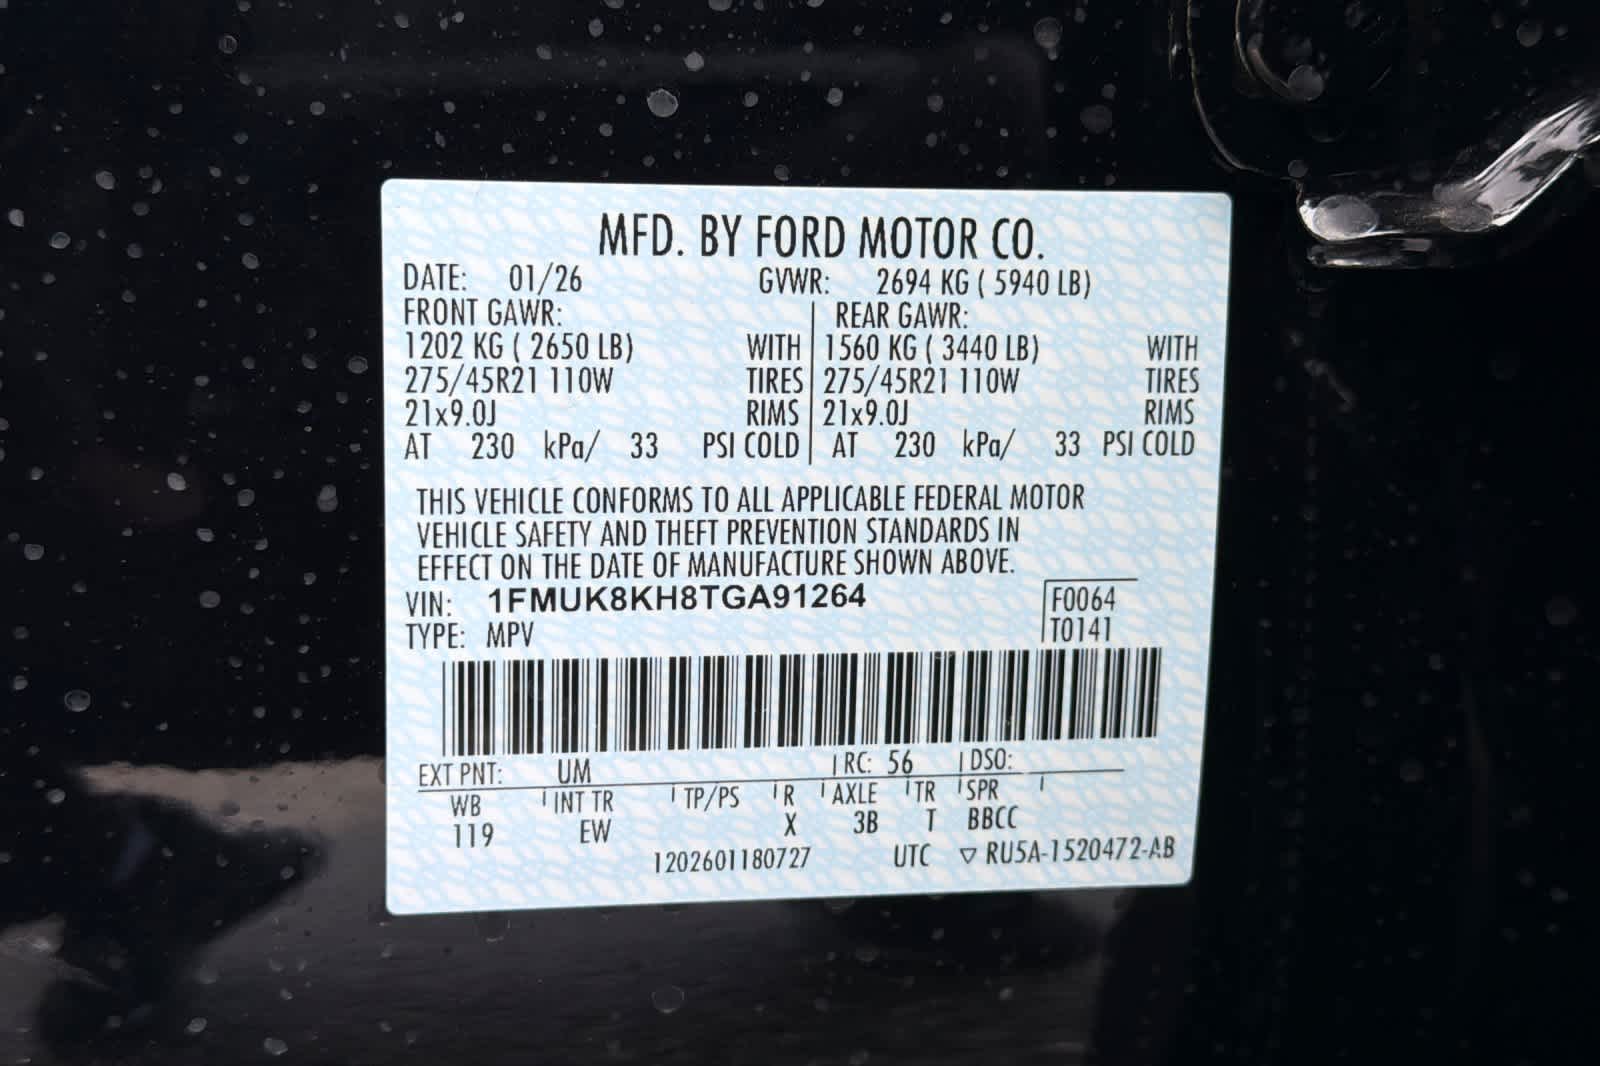 MFD. BY FORD MOTOR CO.
DATE: 01/26 GVWR: 2694 KG ( 5940 LB)
FRONT GAWR: REAR GAWR:
1202 KG ( 2650 LB) WITH 1560 KG ( 3440 LB) WITH
275/45R21 110W TIRES 275/45R21 110W TIRES
21x9.0J RIMS 21x9.0J RIMS
AT 230 kPa/ 33 PSI COLD AT 230 kPa/ 33 PSI COLD
THIS VEHICLE CONFORMS TO ALL APPLICABLE FEDERAL MOTOR
VEHICLE SAFETY AND THEFT PREVENTION STANDARDS IN
EFFECT ON THE DATE OF MANUFACTURE SHOWN ABOVE.
VIN: 1FMUK8KH8TGA91264 F0064
TYPE: MPV T0141
EXT PNT: UM RC: 56 DSO:
WB INT TR TP/PS R AXLE TR SPR
119 EW X 3B T BBCC
1202601180727 UTC ▽ RU5A-1520472-AB